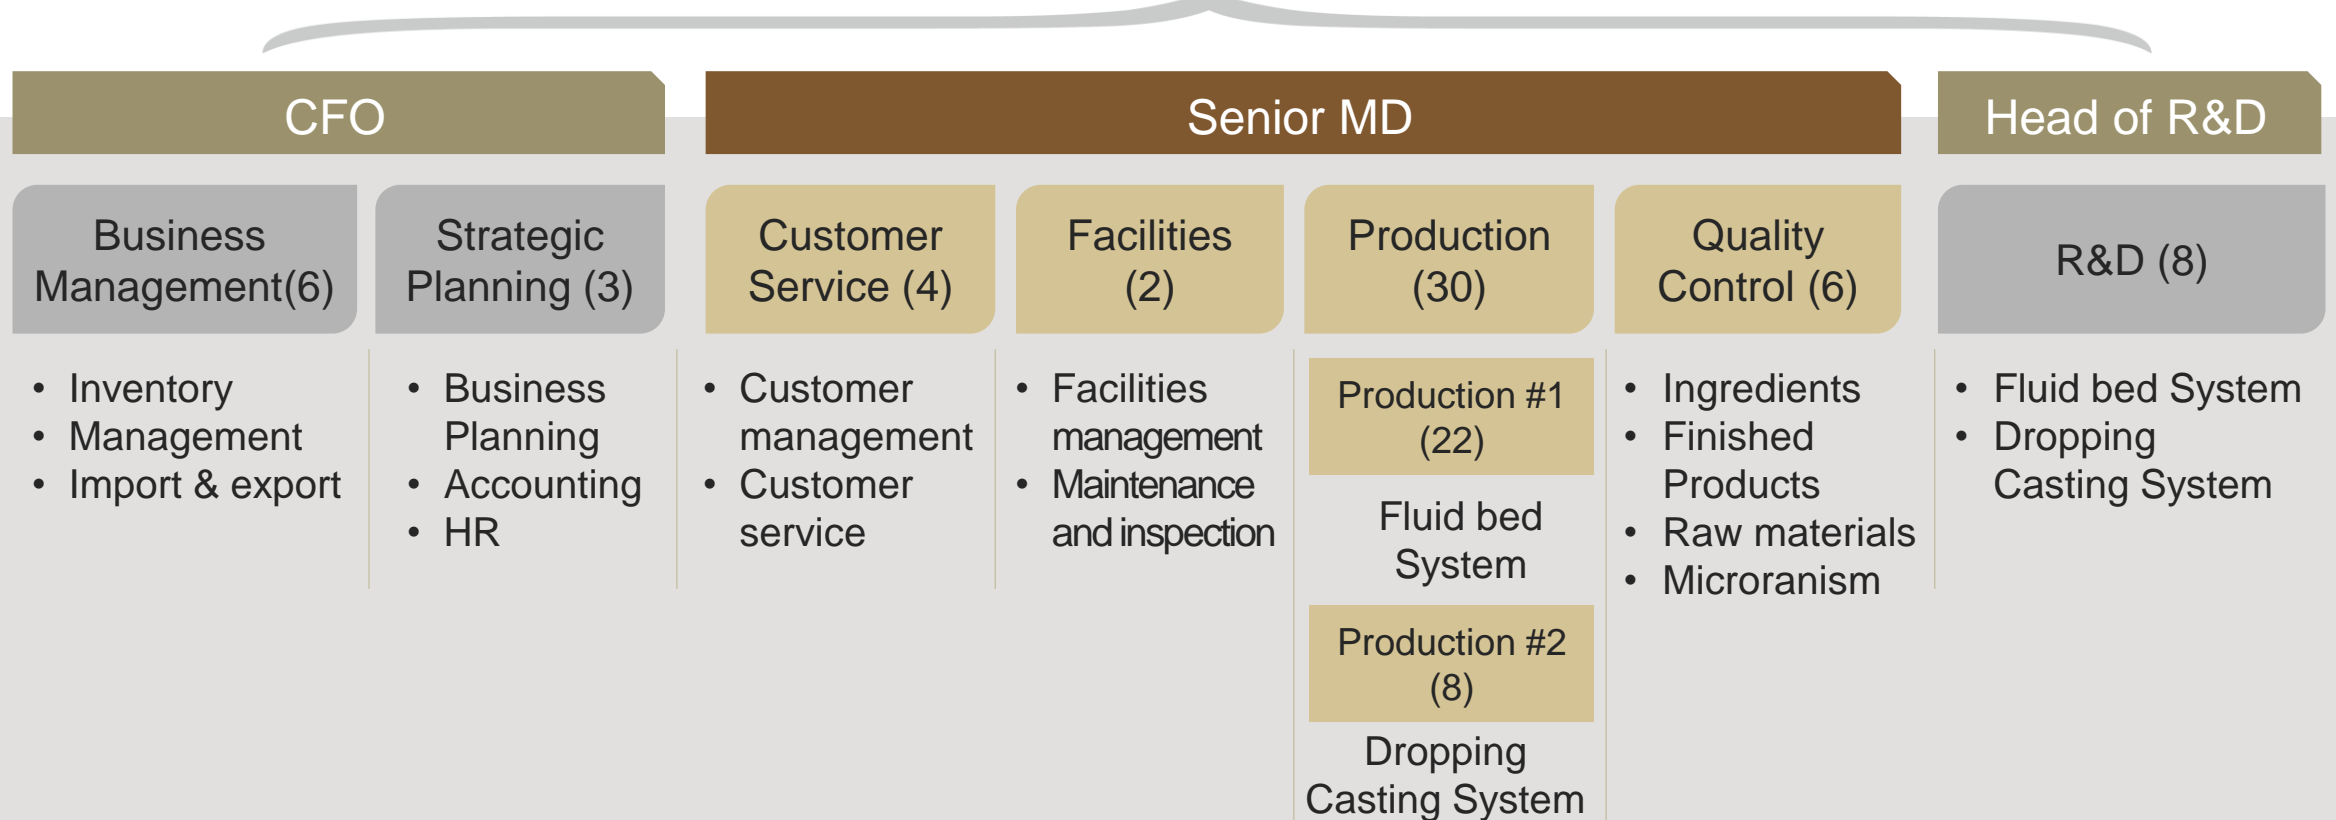 CFO
Senior MD
Head of R&D
Business
Management(6)
Strategic
Planning (3)
Customer
Service (4)
Facilities
(2)
Production
(30)
Quality
Control (6)
R&D (8)
• Inventory
• Management
• Import & export
• Business
Planning
• Accounting
• HR
• Customer
management
• Customer
service
• Facilities
management
• Maintenance
and inspection
Production #1
(22)
Fluid bed
System
Production #2
(8)
Dropping
Casting System
• Ingredients
• Finished
Products
• Raw materials
• Microranism
• Fluid bed System
• Dropping
Casting System